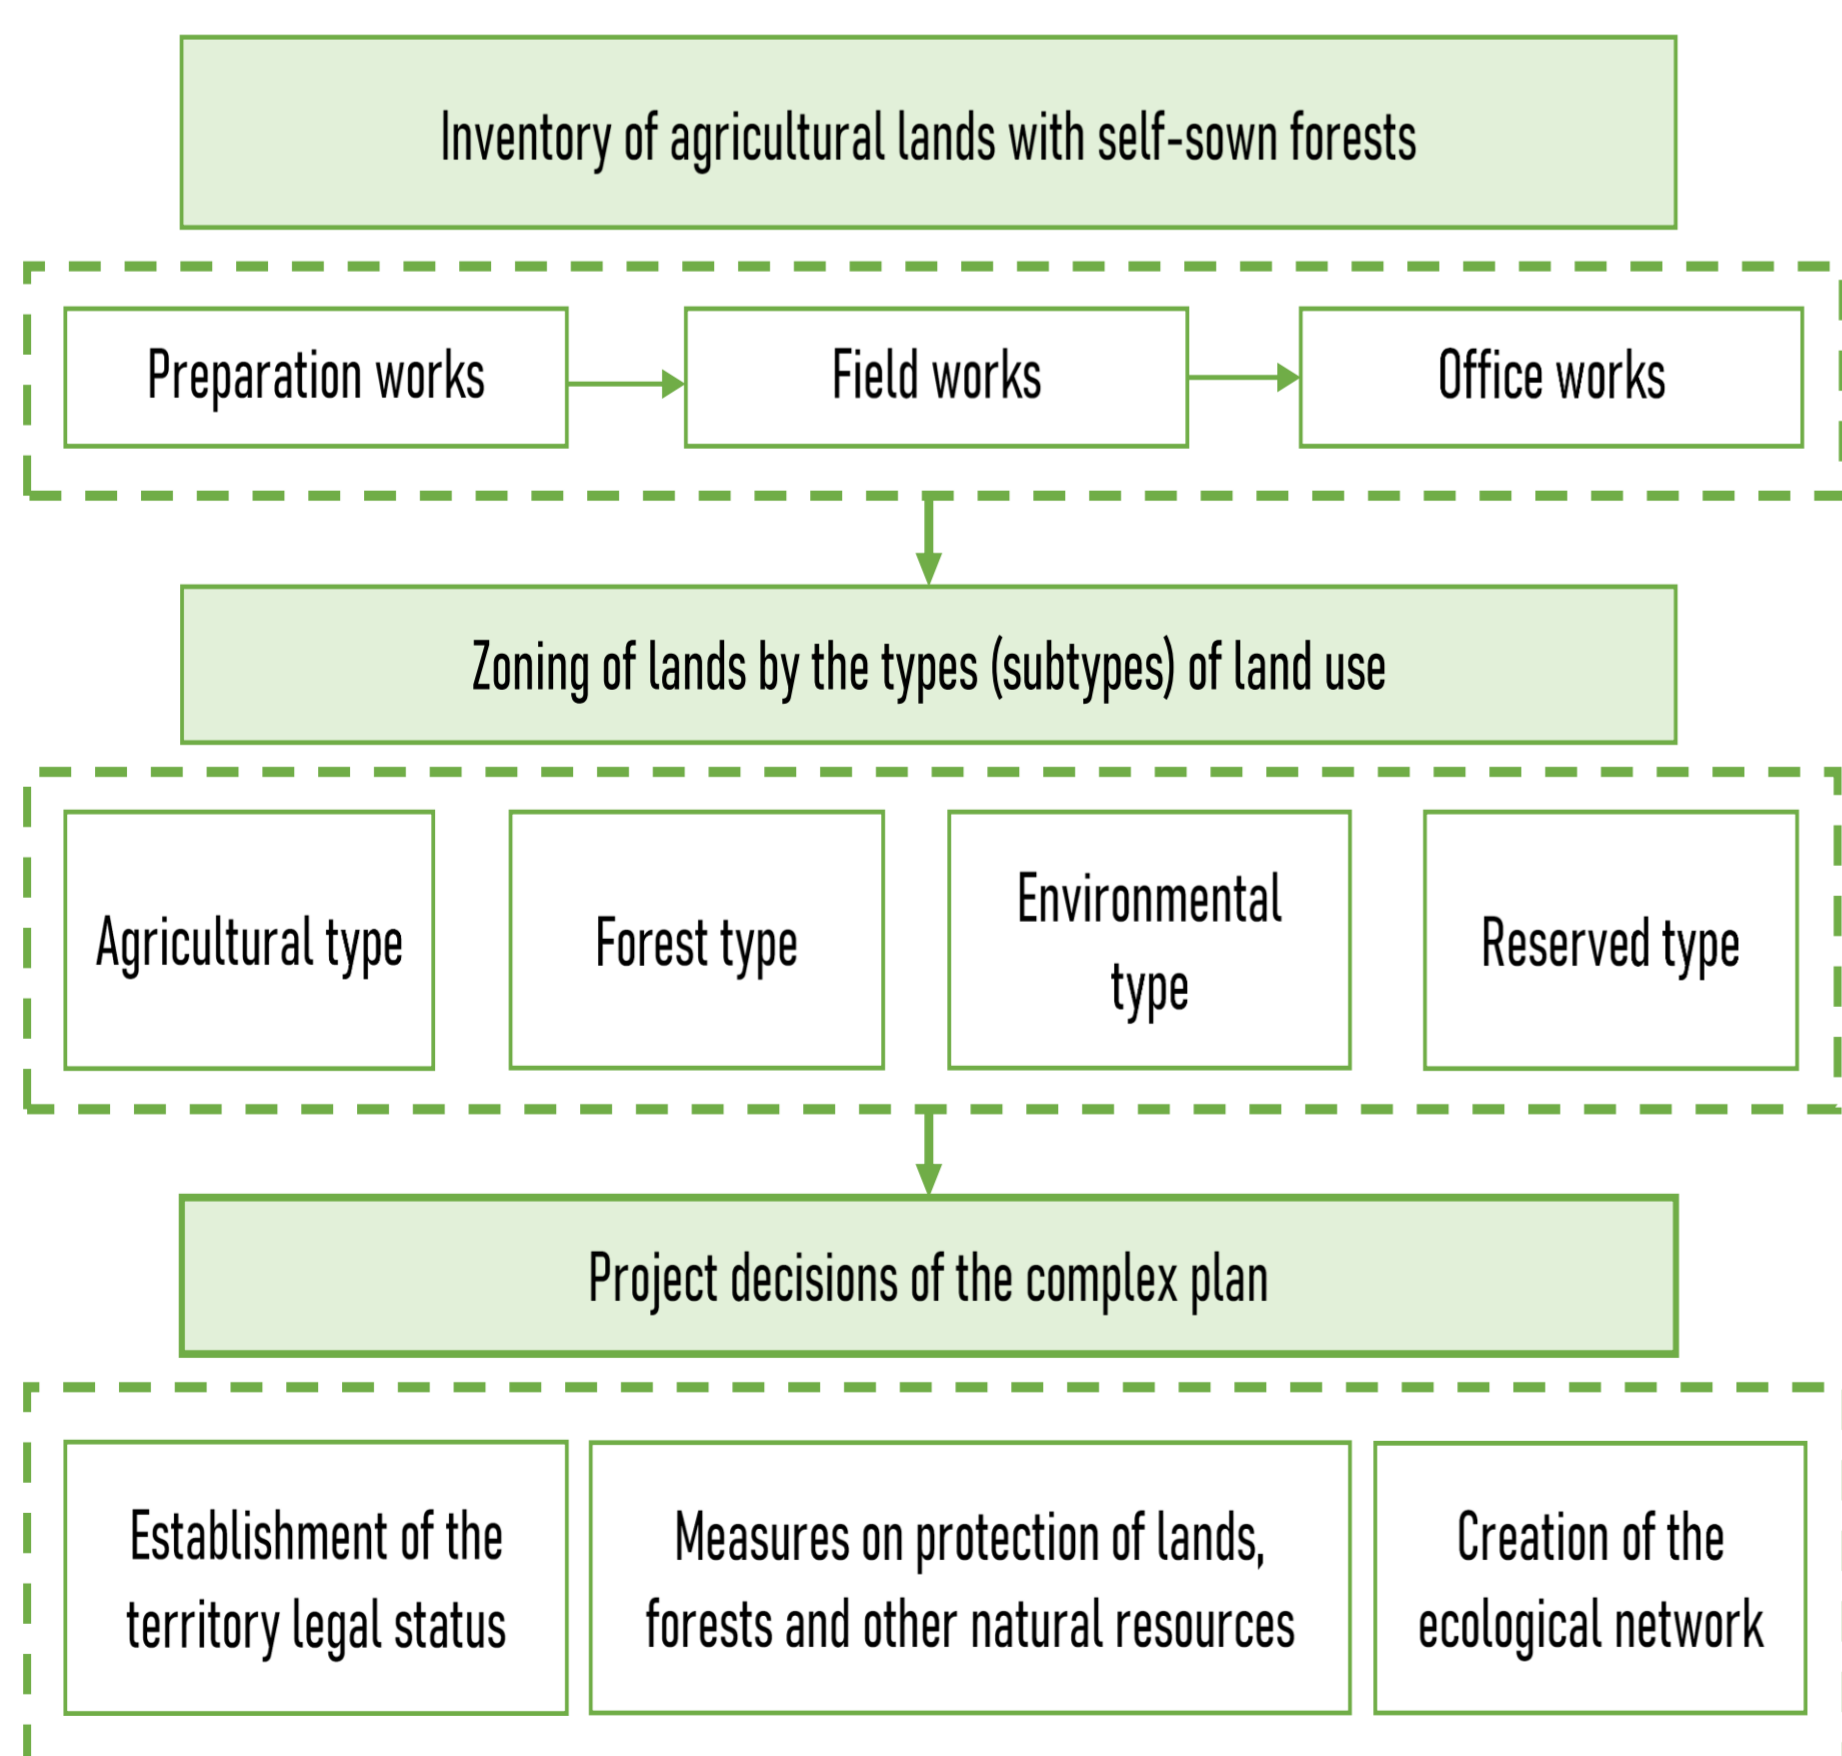 Inventory of agricultural lands with self-sown forests
Preparation works
Field works
Office works
Zoning of lands by the types (subtypes) of land use
Agricultural type
Forest type
Environmental
type
Reserved type
Project decisions of the complex plan
Establishment of the
territory legal status
Measures on protection of lands,
forests and other natural resources
Creation of the
ecological network